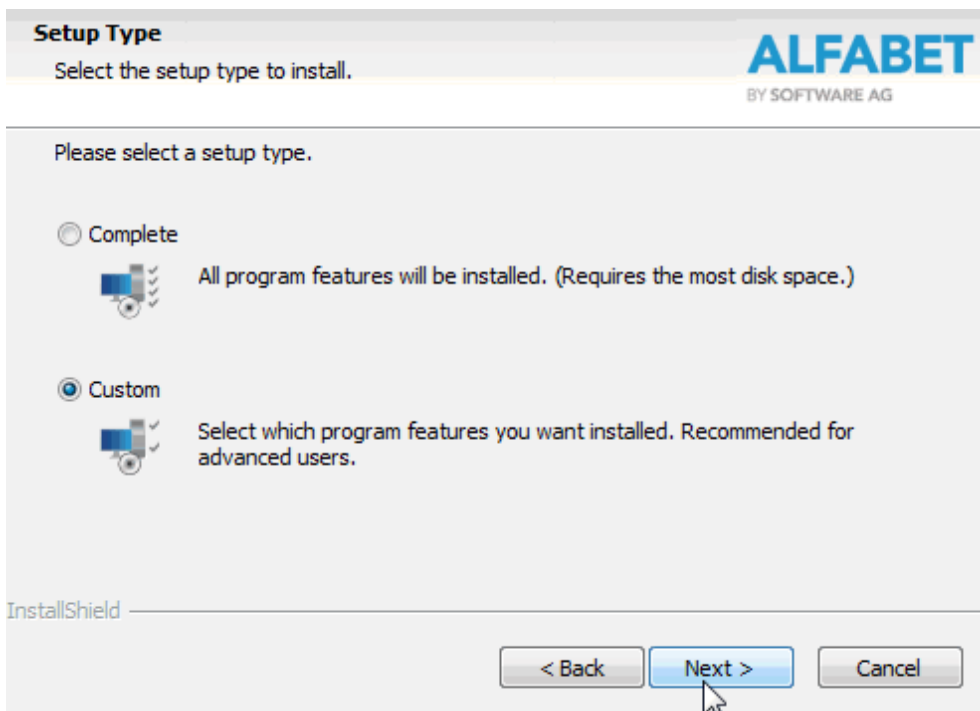 Setup Type
Select the setup type to install.
ALFABET
BY SOFTWARE AG
Please select a setup type.
Complete
All program features will be installed. (Requires the most disk space.)
Custom
Select which program features you want installed. Recommended for
advanced users.
InstallShield
< Back
Next >
Cancel